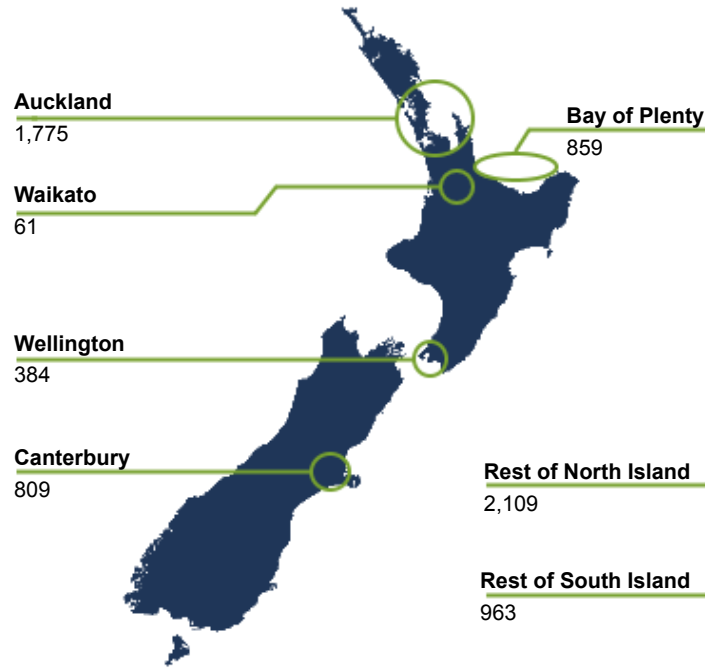 Auckland
1,775
Bay of Plenty
859
Waikato
61
Wellington
384
Canterbury
809
Rest of North Island
2,109
Rest of South Island
963